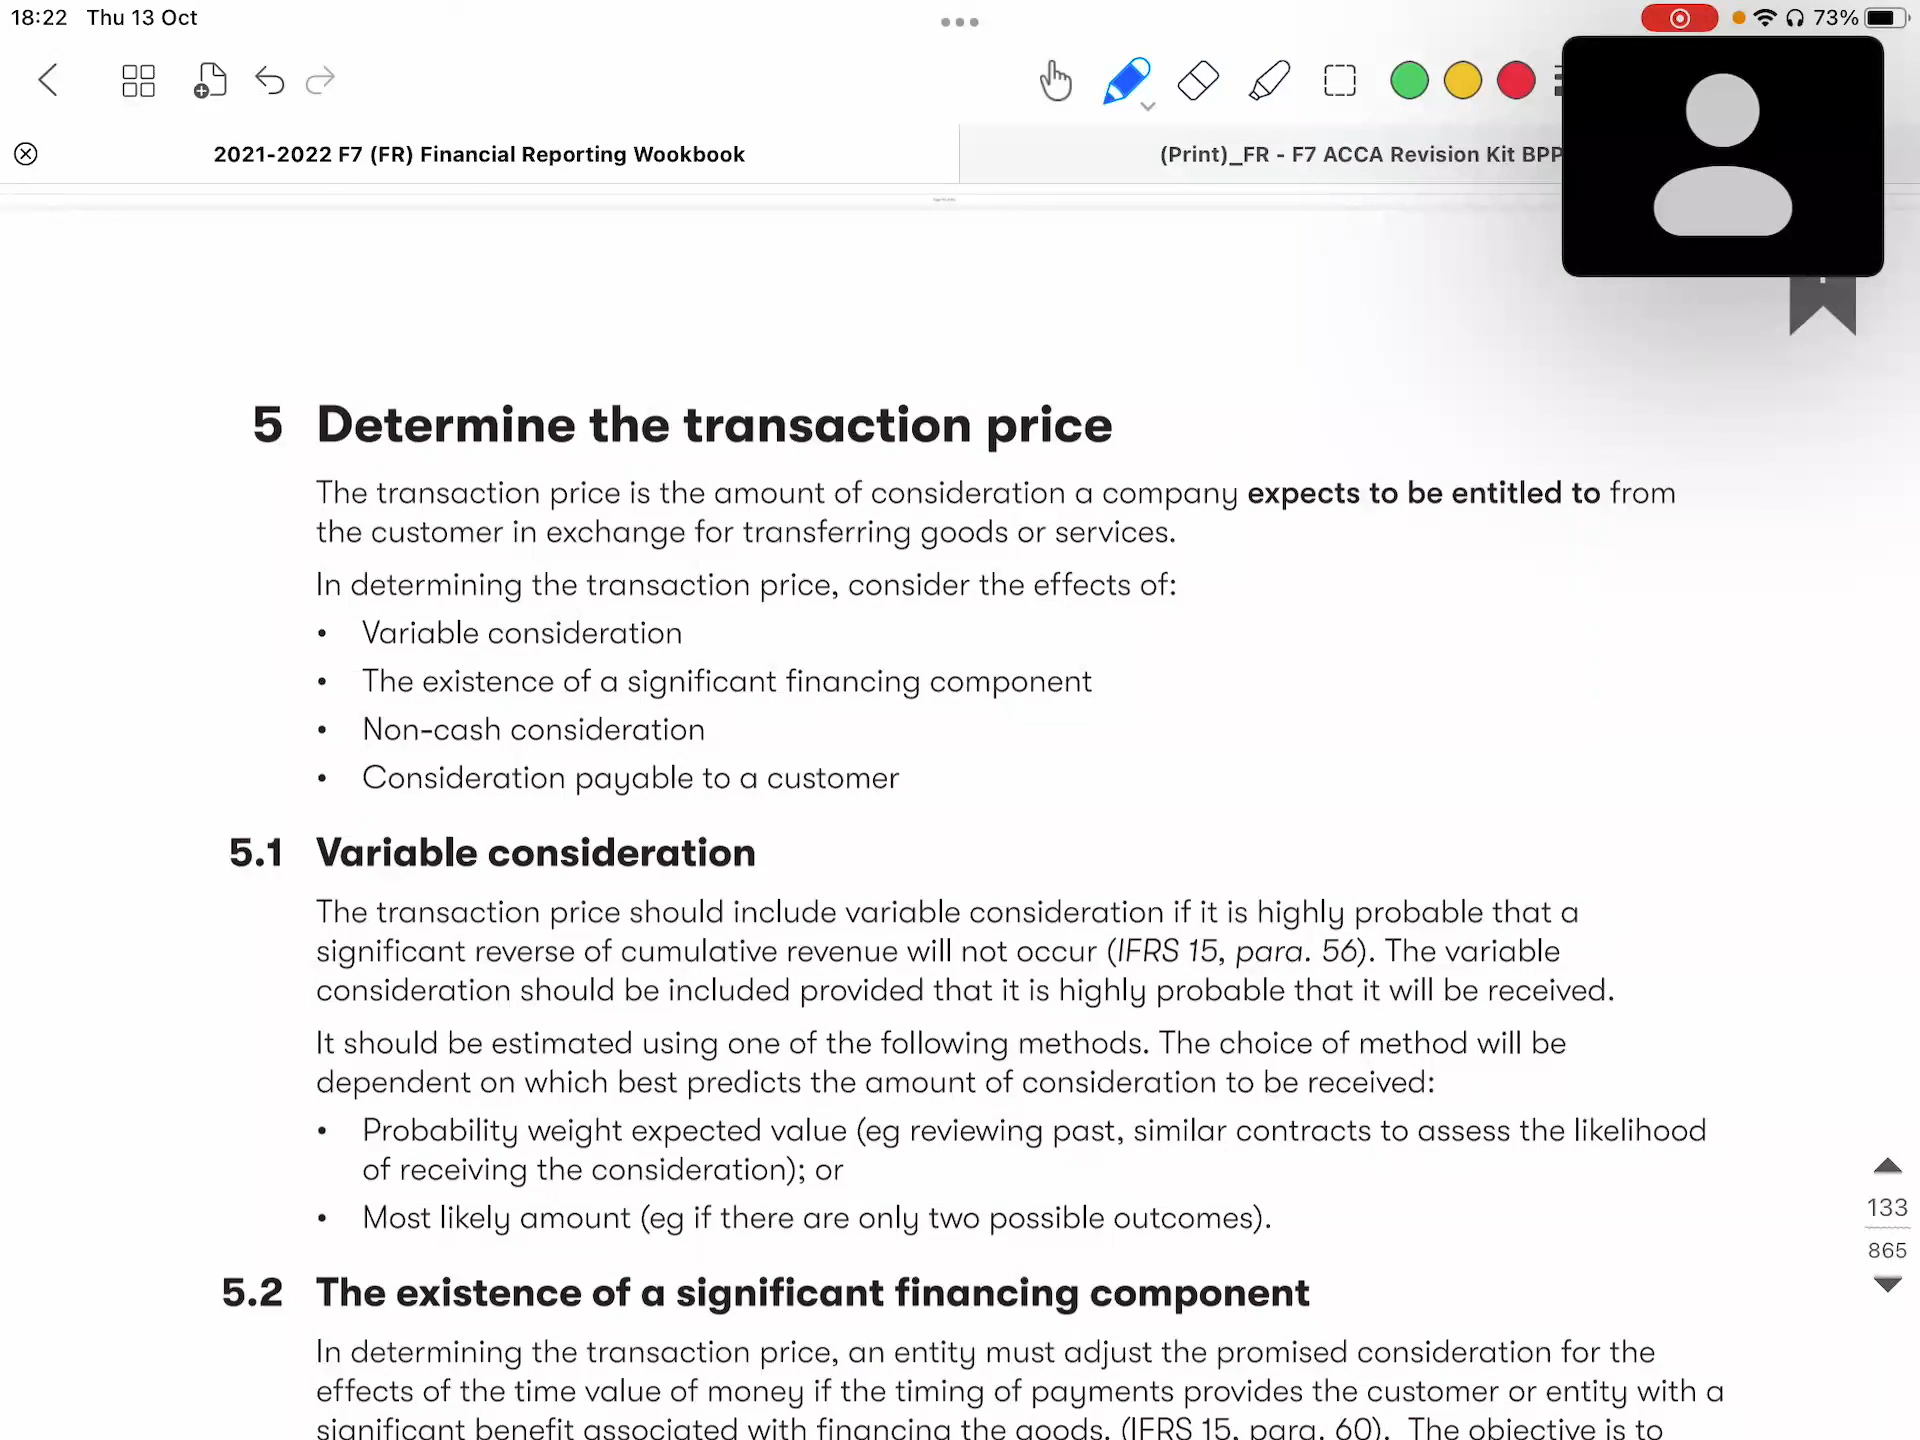 18:22 Thu 13 Oct
73%
2021-2022 F7 (FR) Financial Reporting Wookbook
(Print)_FR - F7 ACCA Revision Kit BPP
5 Determine the transaction price
The transaction price is the amount of consideration a company expects to be entitled to from
the customer in exchange for transferring goods or services.
In determining the transaction price, consider the effects of:
• Variable consideration
• The existence of a significant financing component
• Non-cash consideration
• Consideration payable to a customer
5.1 Variable consideration
The transaction price should include variable consideration if it is highly probable that a
significant reverse of cumulative revenue will not occur (IFRS 15, para. 56). The variable
consideration should be included provided that it is highly probable that it will be received.
It should be estimated using one of the following methods. The choice of method will be
dependent on which best predicts the amount of consideration to be received:
• Probability weight expected value (eg reviewing past, similar contracts to assess the likelihood
of receiving the consideration); or
• Most likely amount (eg if there are only two possible outcomes).
133
865
5.2 The existence of a significant financing component
In determining the transaction price, an entity must adjust the promised consideration for the
effects of the time value of money if the timing of payments provides the customer or entity with a
significant benefit associated with financing the goods. (IFRS 15, para. 60). The objective is to